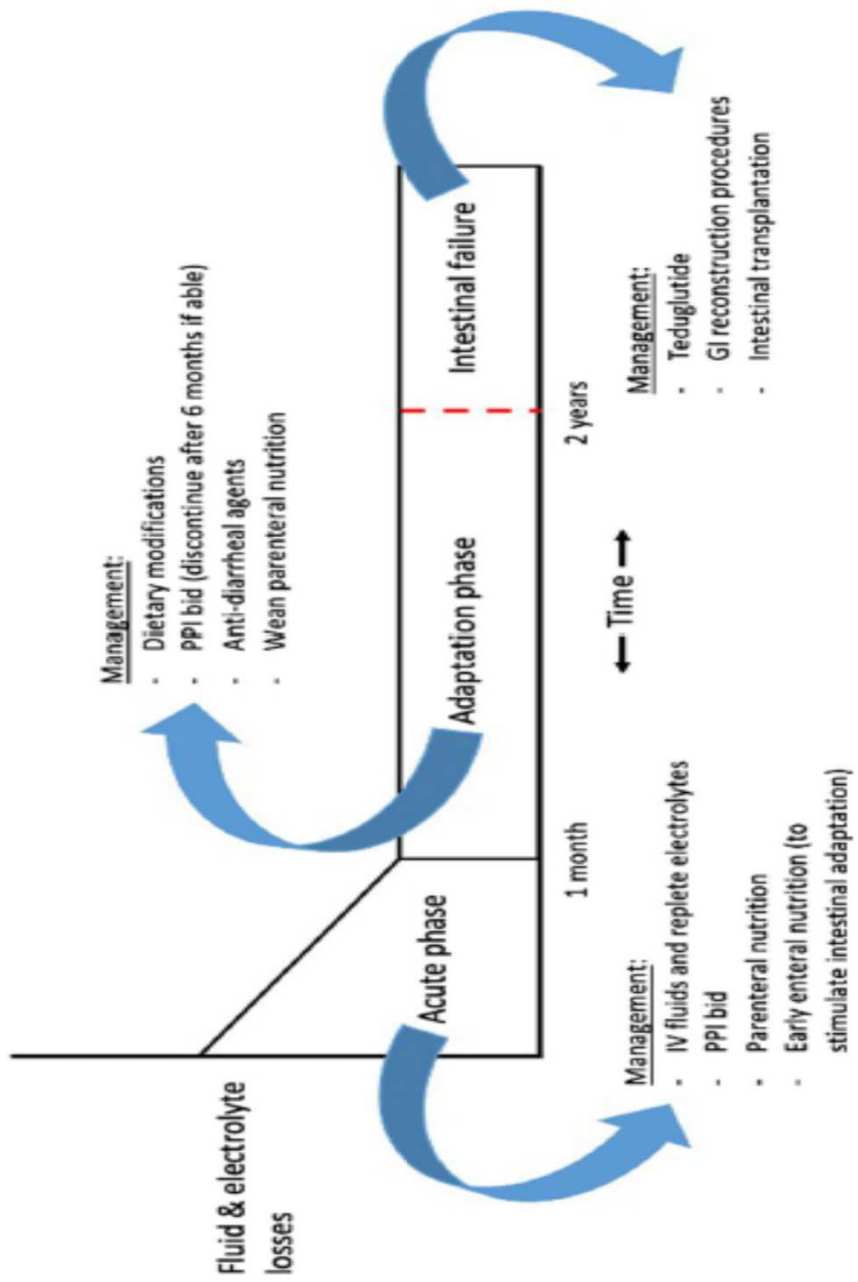 Fluid & electrolyte
losses
Acute phase
Adaptation phase
Intestinal failure
1 month
2 years
← Time →
Management:
- Dietary modifications
- PPI bid (discontinue after 6 months if able)
- Anti-diarrheal agents
- Wean parenteral nutrition
Management:
- IV fluids and replete electrolytes
- PPI bid
- Parenteral nutrition
- Early enteral nutrition (to
stimulate intestinal adaptation)
Management:
- Teduglutide
- GI reconstruction procedures
- Intestinal transplantation